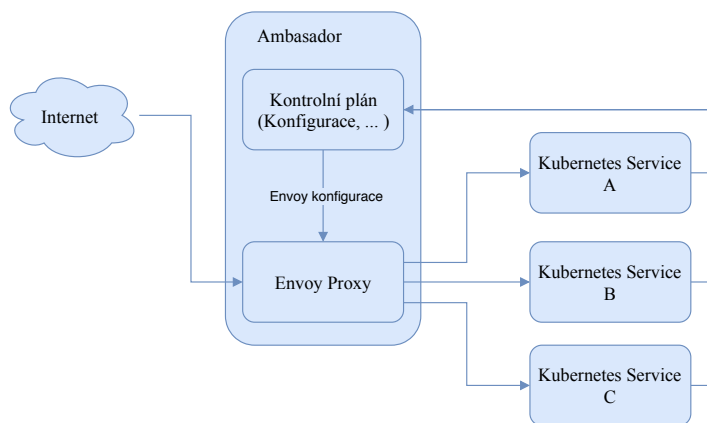 Ambasador
Internet
Kontrolní plán
(Konfigurace, ... )
Envoy konfigurace
Envoy Proxy
Kubernetes Service
A
Kubernetes Service
B
Kubernetes Service
C